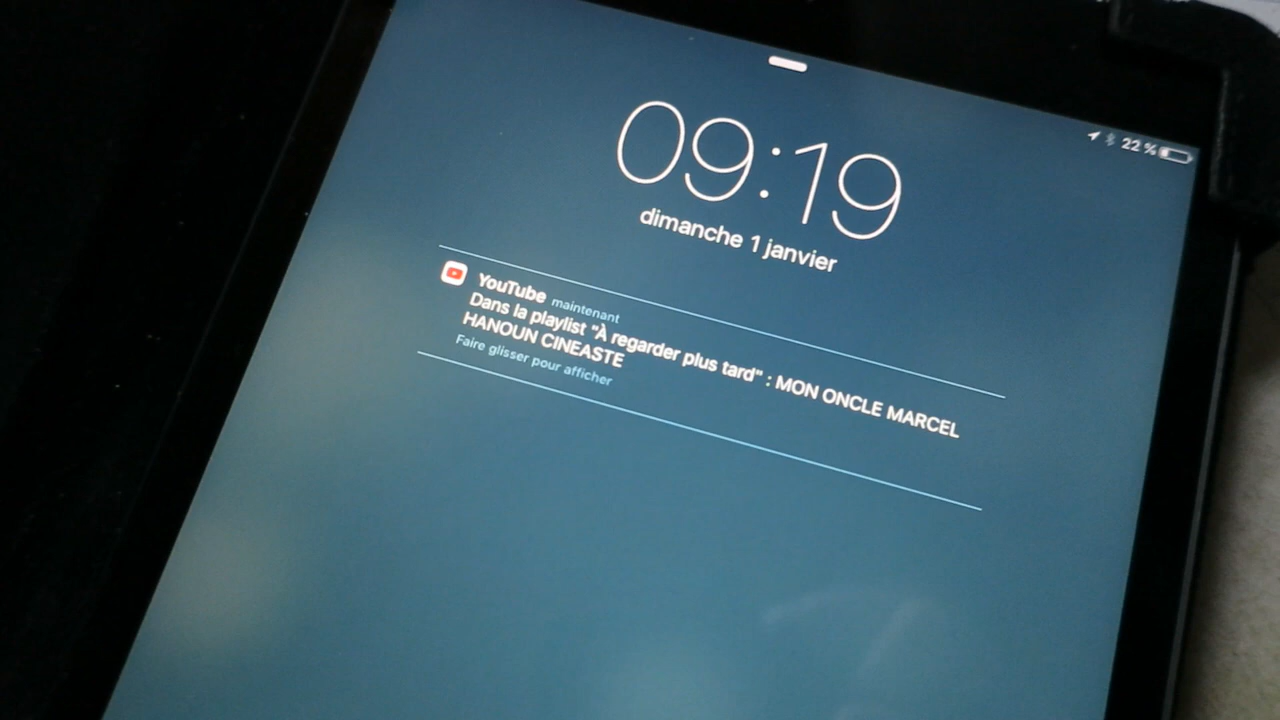 22 %
09:19
dimanche 1 janvier
YouTube maintenant
Dans la playlist "À regarder plus tard" : MON ONCLE MARCEL
HANOUN CINEASTE
Faire glisser pour afficher